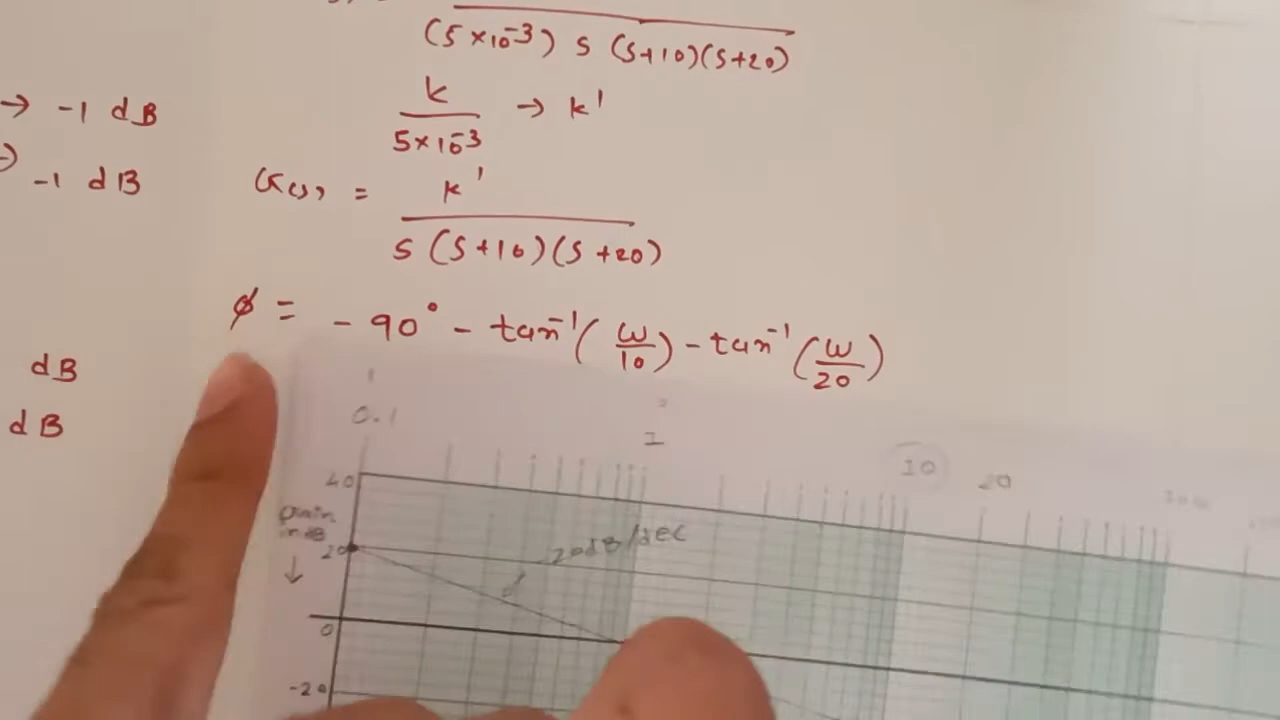 (5×10⁻³) s (s+10)(s+20)
→ -1 dB
k
→ k'
5×10⁻³
-1 dB
G(s) = k'
s (s+10)(s+20)
ϕ = -90° - tan⁻¹(ω/10) - tan⁻¹(ω/20)
dB
dB
0.1
1
10
20
40
Gain
in dB
↓
20
20dB/dec
0
-20